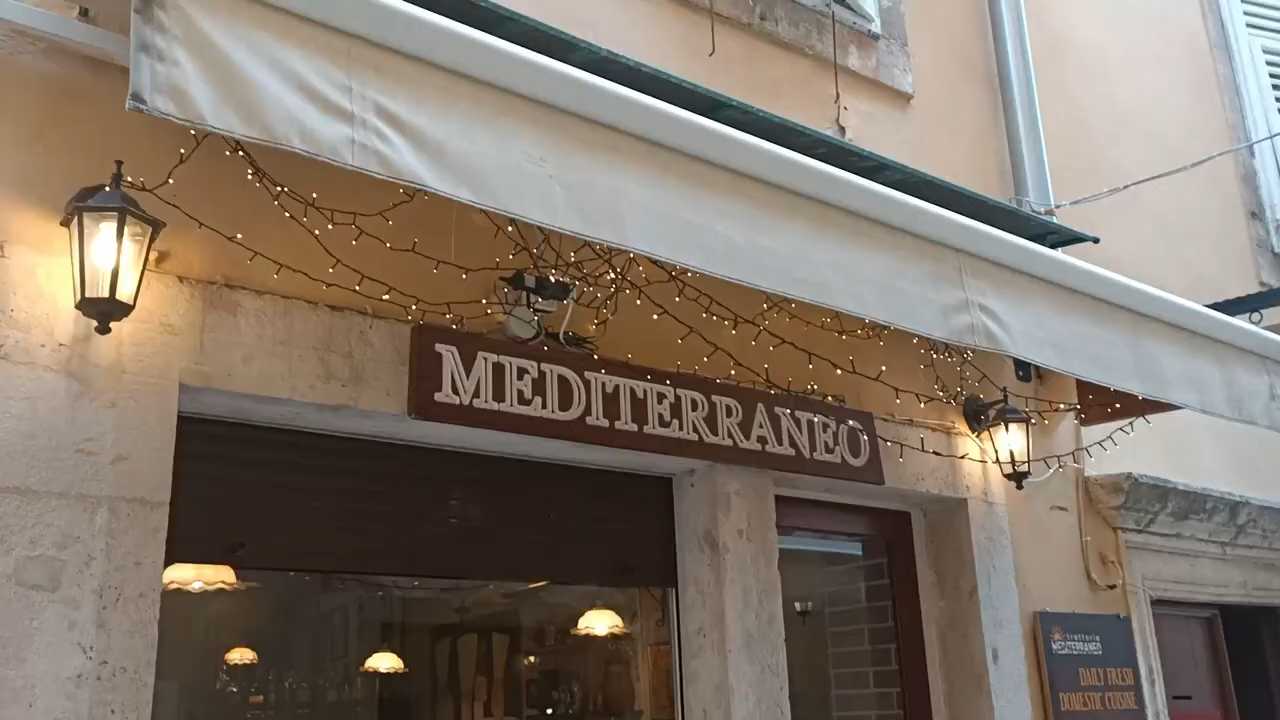 MEDITERRANEO
trattoria
MEDITERRANEO
DAILY FRESH
DOMESTIC CUISINE